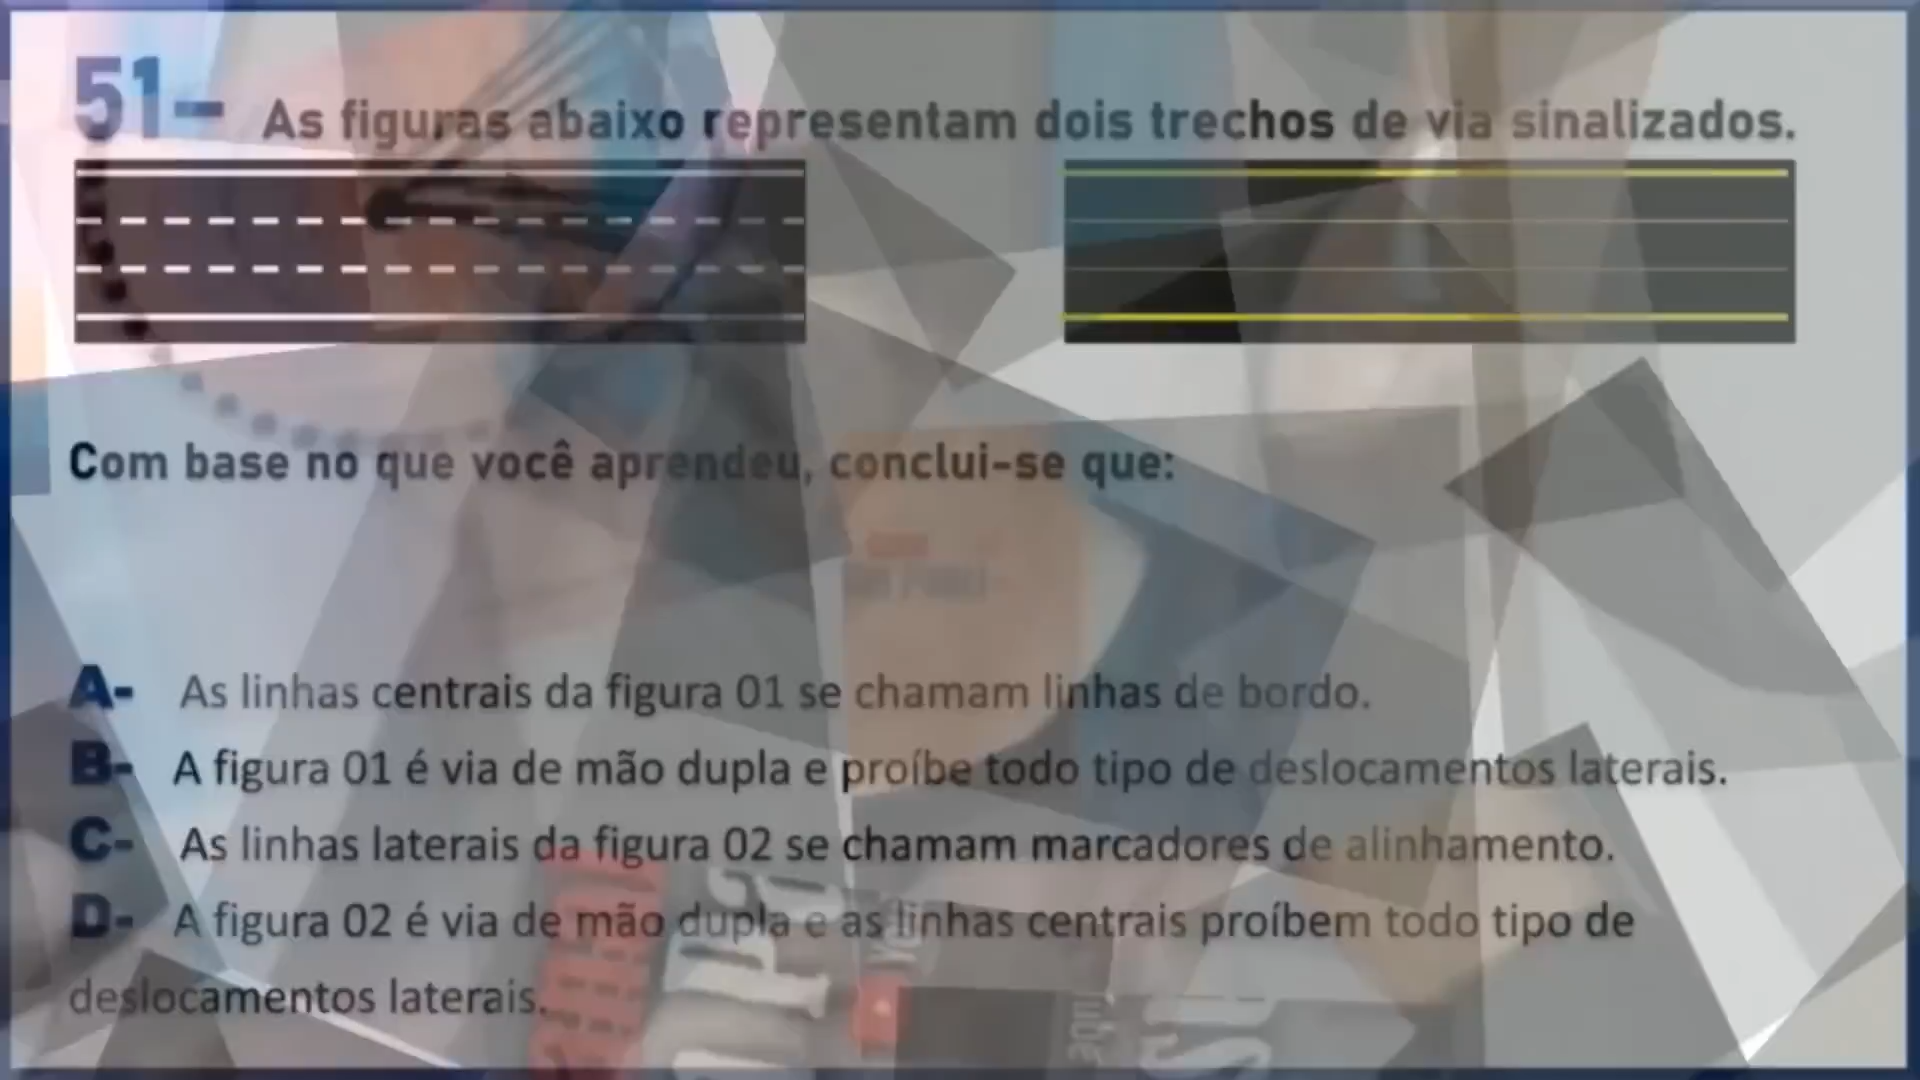 51- As figuras abaixo representam dois trechos de via sinalizados.
Com base no que você aprendeu, conclui-se que:
A- As linhas centrais da figura 01 se chamam linhas de bordo.
B- A figura 01 é via de mão dupla e proíbe todo tipo de deslocamentos laterais.
C- As linhas laterais da figura 02 se chamam marcadores de alinhamento.
D- A figura 02 é via de mão dupla e as linhas centrais proíbem todo tipo de
deslocamentos laterais.